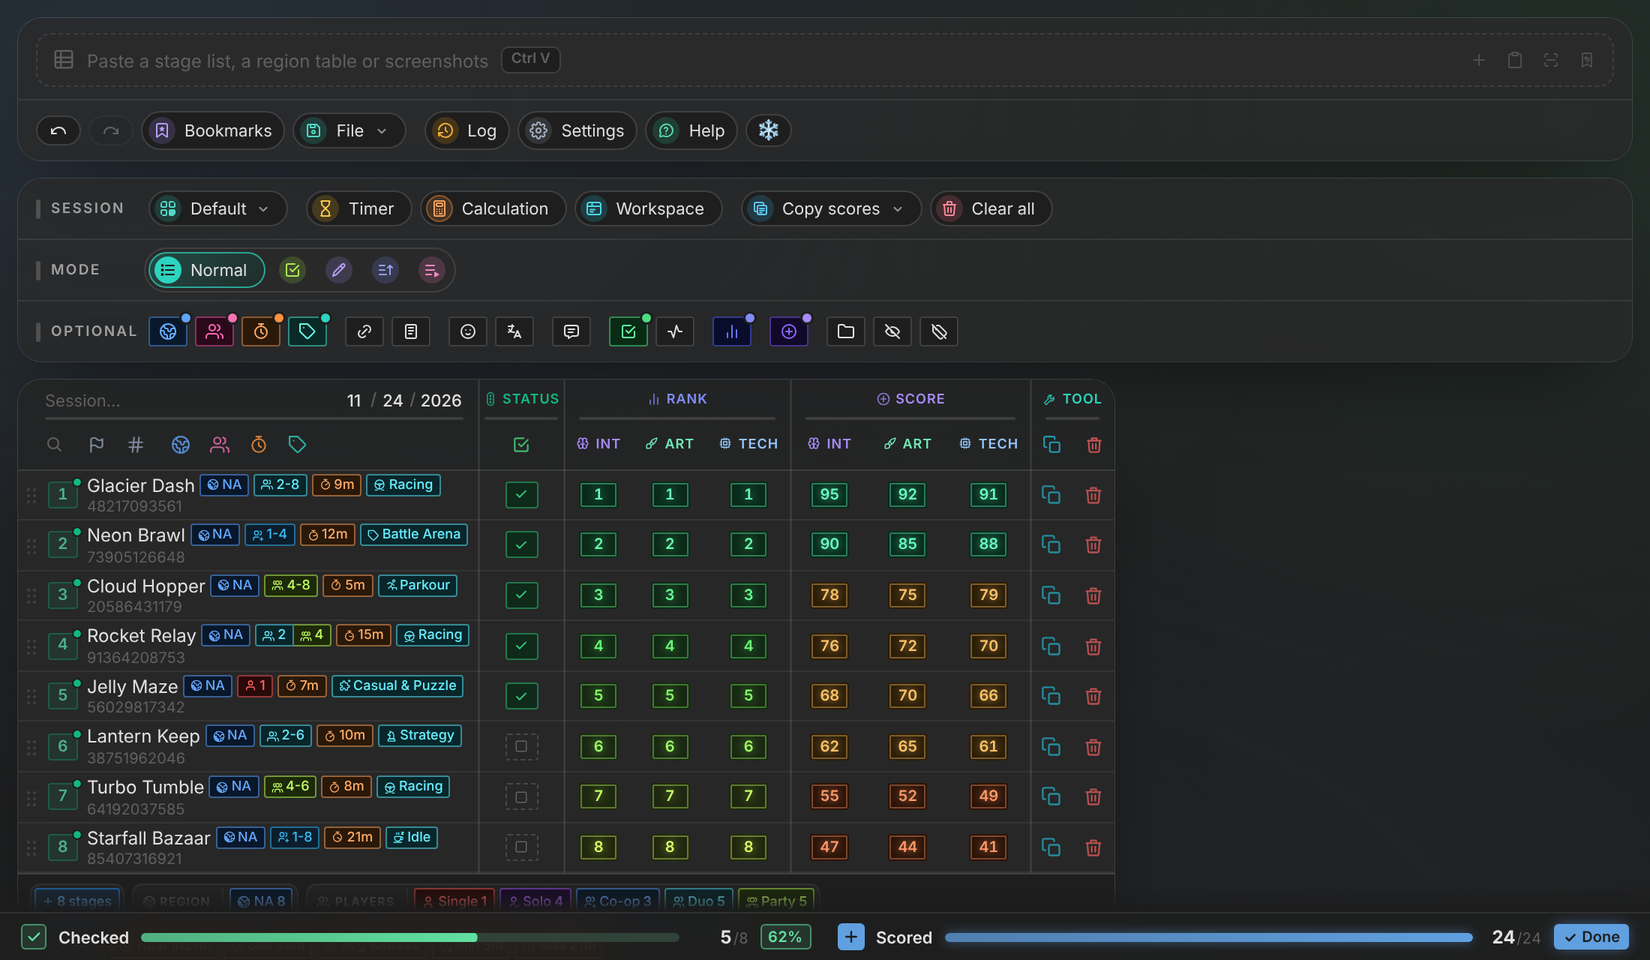 Paste a stage list, a region table or screenshots Ctrl V
Bookmarks File Log Settings Help
SESSION Default Timer Calculation Workspace Copy scores Clear all
MODE Normal
OPTIONAL
Session... 11 / 24 / 2026 STATUS RANK SCORE TOOL
INT ART TECH INT ART TECH
1 Glacier Dash NA 2-8 9m Racing 1 1 1 95 92 91
48217093561
2 Neon Brawl NA 1-4 12m Battle Arena 2 2 2 90 85 88
73905126648
3 Cloud Hopper NA 4-8 5m Parkour 3 3 3 78 75 79
20586431179
4 Rocket Relay NA 2 4 15m Racing 4 4 4 76 72 70
91364208753
5 Jelly Maze NA 1 7m Casual & Puzzle 5 5 5 68 70 66
56029817342
6 Lantern Keep NA 2-6 10m Strategy 6 6 6 62 65 61
38751962046
7 Turbo Tumble NA 4-6 8m Racing 7 7 7 55 52 49
64192037585
8 Starfall Bazaar NA 1-8 21m Idle 8 8 8 47 44 41
85407316921
+ 8 stages REGION NA 8 PLAYERS Single 1 Solo 4 Co-op 3 Duo 5 Party 5
Checked 5/8 62% Scored 24/24 Done